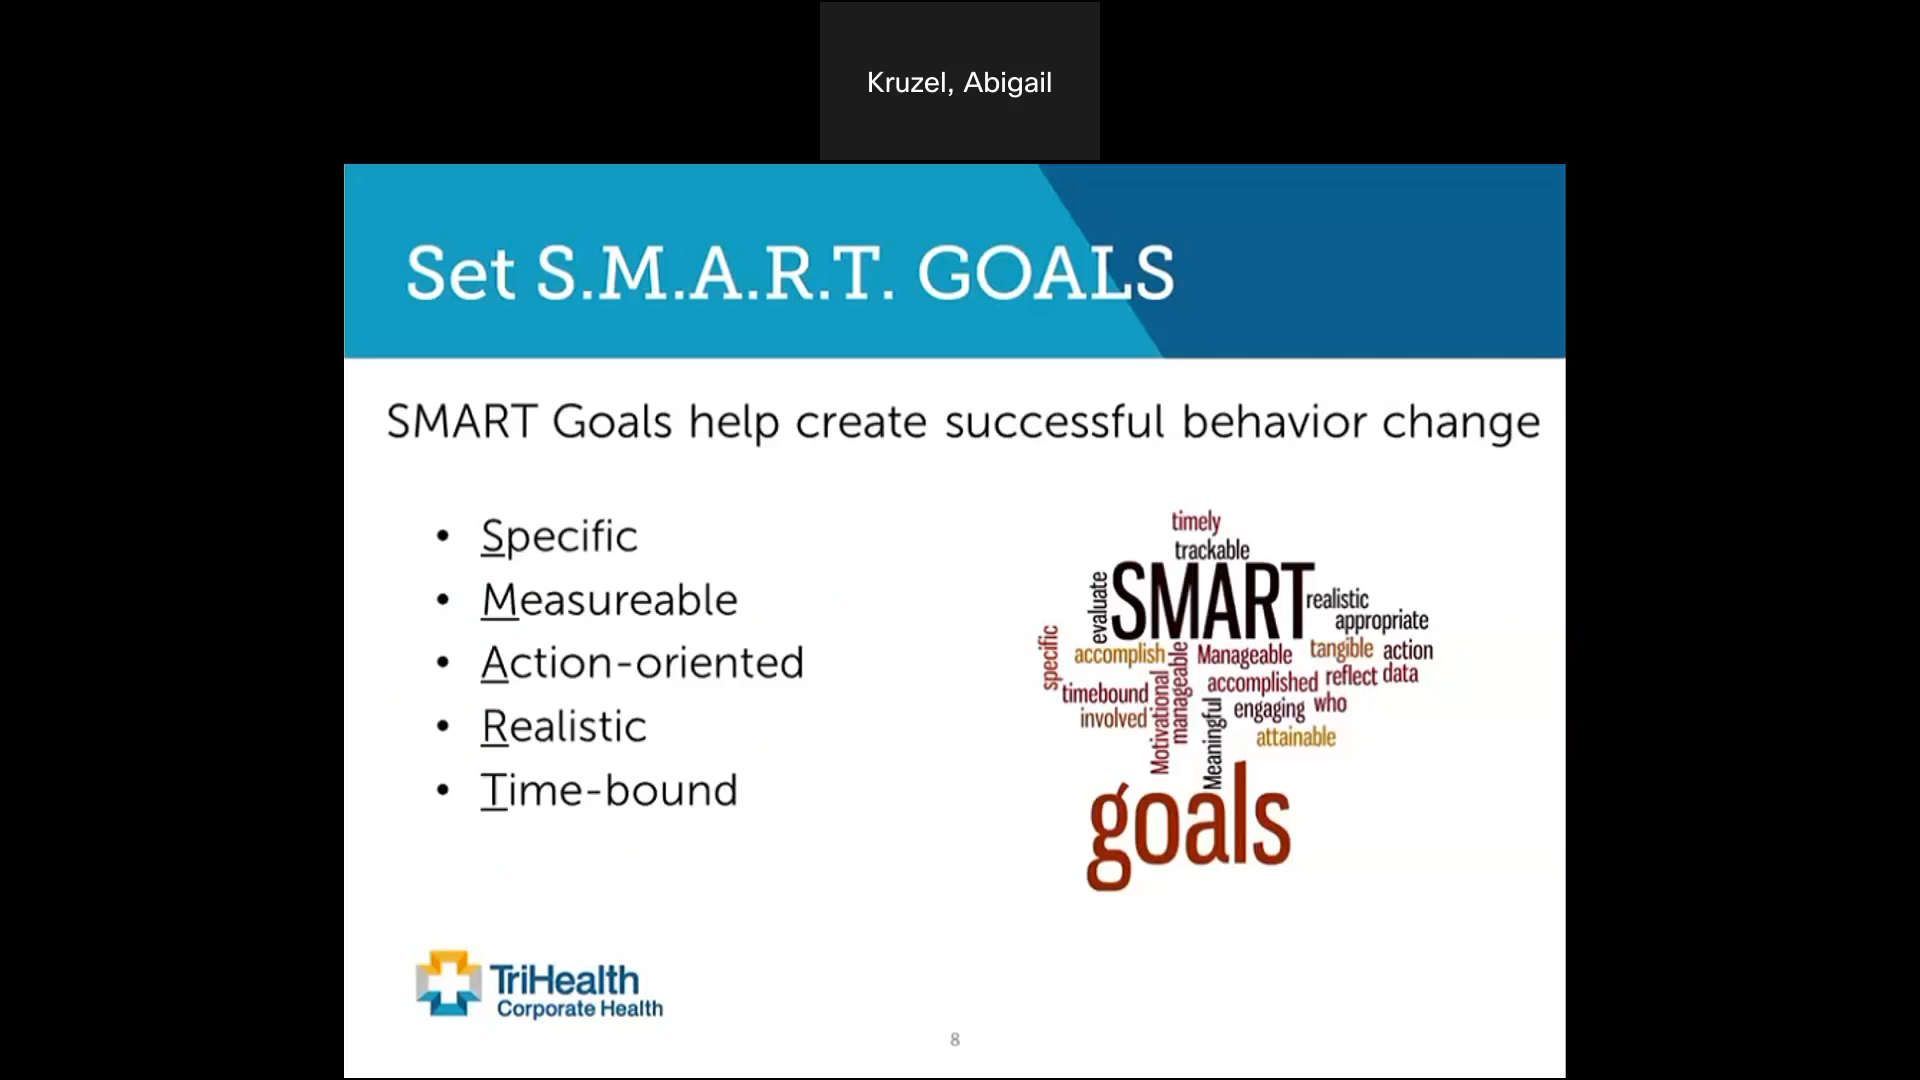 Kruzel, Abigail
Set S.M.A.R.T. GOALS
SMART Goals help create successful behavior change
• Specific
• Measureable
• Action-oriented
• Realistic
• Time-bound
timely
trackable
evaluate
SMART
realistic
appropriate
specific
accomplish
Manageable
tangible
action
timebound
Motivational
manageable
accomplished
reflect
data
involved
Meaningful
engaging
who
attainable
goals
TriHealth
Corporate Health
8